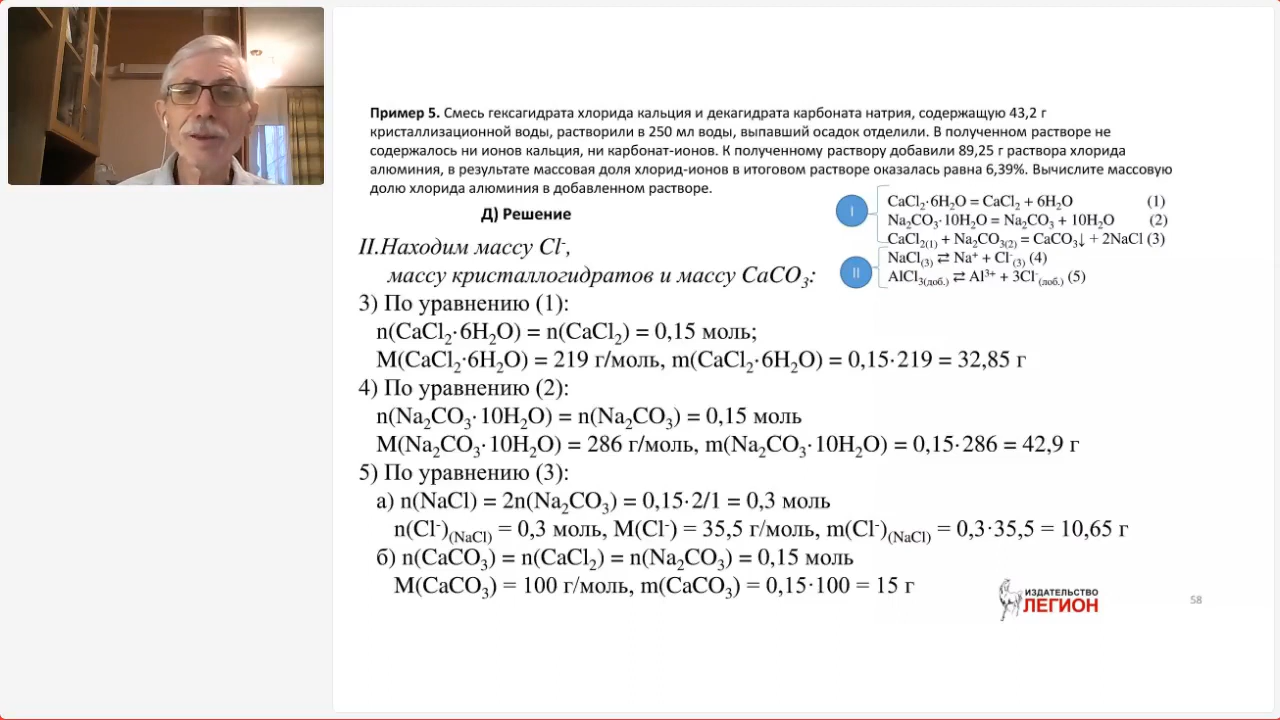 Пример 5. Смесь гексагидрата хлорида кальция и декагидрата карбоната натрия, содержащую 43,2 г
кристаллизационной воды, растворили в 250 мл воды, выпавший осадок отделили. В полученном растворе не
содержалось ни ионов кальция, ни карбонат-ионов. К полученному раствору добавили 89,25 г раствора хлорида
алюминия, в результате массовая доля хлорид-ионов в итоговом растворе оказалась равна 6,39%. Вычислите массовую
долю хлорида алюминия в добавленном растворе.
Д) Решение
I
CaCl₂·6H₂O = CaCl₂ + 6H₂O (1)
Na₂CO₃·10H₂O = Na₂CO₃ + 10H₂O (2)
CaCl₂₍₁₎ + Na₂CO₃₍₂₎ = CaCO₃↓ + 2NaCl (3)
II
NaCl₍₃₎ ⇄ Na⁺ + Cl⁻₍₃₎ (4)
AlCl₃(доб.) ⇄ Al³⁺ + 3Cl⁻(доб.) (5)
II.Находим массу Cl⁻,
массу кристаллогидратов и массу CaCO₃:
3) По уравнению (1):
n(CaCl₂·6H₂O) = n(CaCl₂) = 0,15 моль;
M(CaCl₂·6H₂O) = 219 г/моль, m(CaCl₂·6H₂O) = 0,15·219 = 32,85 г
4) По уравнению (2):
n(Na₂CO₃·10H₂O) = n(Na₂CO₃) = 0,15 моль
M(Na₂CO₃·10H₂O) = 286 г/моль, m(Na₂CO₃·10H₂O) = 0,15·286 = 42,9 г
5) По уравнению (3):
а) n(NaCl) = 2n(Na₂CO₃) = 0,15·2/1 = 0,3 моль
n(Cl⁻)(NaCl) = 0,3 моль, M(Cl⁻) = 35,5 г/моль, m(Cl⁻)(NaCl) = 0,3·35,5 = 10,65 г
б) n(CaCO₃) = n(CaCl₂) = n(Na₂CO₃) = 0,15 моль
M(CaCO₃) = 100 г/моль, m(CaCO₃) = 0,15·100 = 15 г
ИЗДАТЕЛЬСТВО
ЛЕГИОН
58